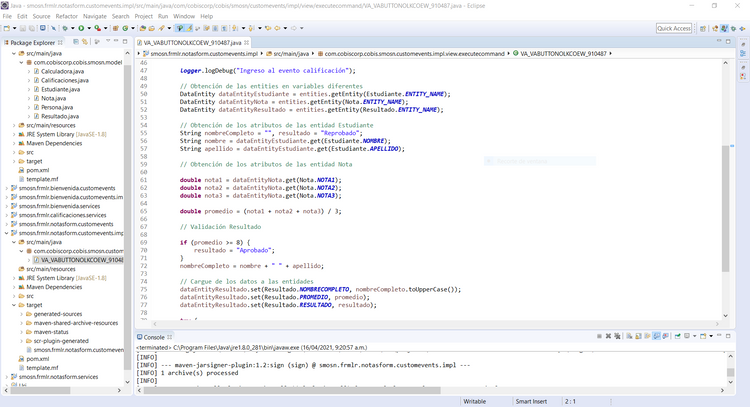 Java - smosn.frmlr.notasform.customevents.impl/src/main/java/com/cobiscorp/cobis/smosn/customevents/impl/view/executecommand/VA_VABUTTONOLKCOEW_910487.java - Eclipse
File Edit Source Refactor Navigate Search Project Run Window Help
Quick Access
Package Explorer
src/main/java
com.cobiscorp.cobis.smosn.model
Calculadora.java
Calificaciones.java
Estudiante.java
Nota.java
Persona.java
Resultado.java
src/main/resources
JRE System Library [JavaSE-1.8]
Maven Dependencies
src
target
pom.xml
template.mf
smosn.frmlr.bienvenida.customevents
smosn.frmlr.bienvenida.customevents.im
smosn.frmlr.bienvenida.services
smosn.frmlr.calificaciones.services
smosn.frmlr.notasform.customevents
smosn.frmlr.notasform.customevents.imp
src/main/java
com.cobiscorp.cobis.smosn.custom
VA_VABUTTONOLKCOEW_91048
src/main/resources
JRE System Library [JavaSE-1.8]
Maven Dependencies
src
target
generated-sources
maven-shared-archive-resources
maven-status
scr-plugin-generated
smosn.frmlr.notasform.customevent
pom.xml
template.mf
smosn.frmlr.notasform.services
VA_VABUTTONOLKCOEW_910487.java
smosn.frmlr.notasform.customevents.impl src/main/java com.cobiscorp.cobis.smosn.customevents.impl.view.executecommand VA_VABUTTONOLKCOEW_910487
46
47 logger.logDebug("Ingreso al evento calificación");
48
49 // Obtención de las entities en variables diferentes
50 DataEntity dataEntityEstudiante = entities.getEntity(Estudiante.ENTITY_NAME);
51 DataEntity dataEntityNota = entities.getEntity(Nota.ENTITY_NAME);
52 DataEntity dataEntityResultado = entities.getEntity(Resultado.ENTITY_NAME);
53
54 // Obtención de los atributos de las entidad Estudiante
55 String nombreCompleto = "", resultado = "Reprobado";
56 String nombre = dataEntityEstudiante.get(Estudiante.NOMBRE);
57 String apellido = dataEntityEstudiante.get(Estudiante.APELLIDO);
58
59 // Obtención de los atributos de las entidad Nota
60
61 double nota1 = dataEntityNota.get(Nota.NOTA1);
62 double nota2 = dataEntityNota.get(Nota.NOTA2);
63 double nota3 = dataEntityNota.get(Nota.NOTA3);
64
65 double promedio = (nota1 + nota2 + nota3) / 3;
66
67 // Validación Resultado
68
69 if (promedio >= 8) {
70 resultado = "Aprobado";
71 }
72 nombreCompleto = nombre + " " + apellido;
73
74 // Cargue de los datos a las entidades
75 dataEntityResultado.set(Resultado.NOMBRECOMPLETO, nombreCompleto.toUpperCase());
76 dataEntityResultado.set(Resultado.PROMEDIO, promedio);
77 dataEntityResultado.set(Resultado.RESULTADO, resultado);
78
Console
<terminated> C:\Program Files\Java\jre1.8.0_281\bin\javaw.exe (16/04/2021, 9:20:57 a.m.)
[INFO]
[INFO] --- maven-jarsigner-plugin:1.2:sign (sign) @ smosn.frmlr.notasform.customevents.impl ---
[INFO] 1 archive(s) processed
[INFO]
Writable Smart Insert 2 : 1